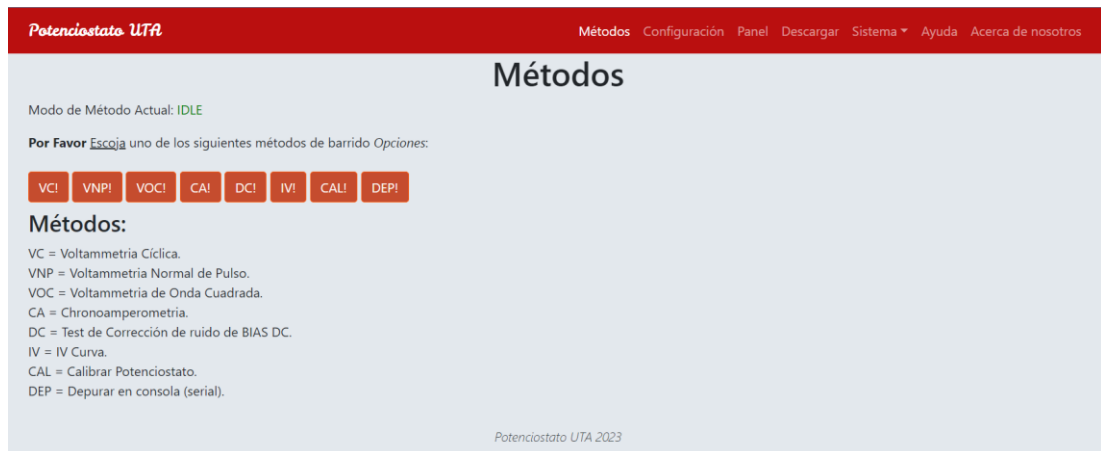 Potenciostato UTA
Métodos Configuración Panel Descargar Sistema Ayuda Acerca de nosotros
Métodos
Modo de Método Actual: IDLE
Por Favor Escoja uno de los siguientes métodos de barrido Opciones:
VC! VNP! VOC! CA! DC! IV! CAL! DEP!
Métodos:
VC = Voltammetria Cíclica.
VNP = Voltammetria Normal de Pulso.
VOC = Voltammetria de Onda Cuadrada.
CA = Chronoamperometria.
DC = Test de Corrección de ruido de BIAS DC.
IV = IV Curva.
CAL = Calibrar Potenciostato.
DEP = Depurar en consola (serial).
Potenciostato UTA 2023